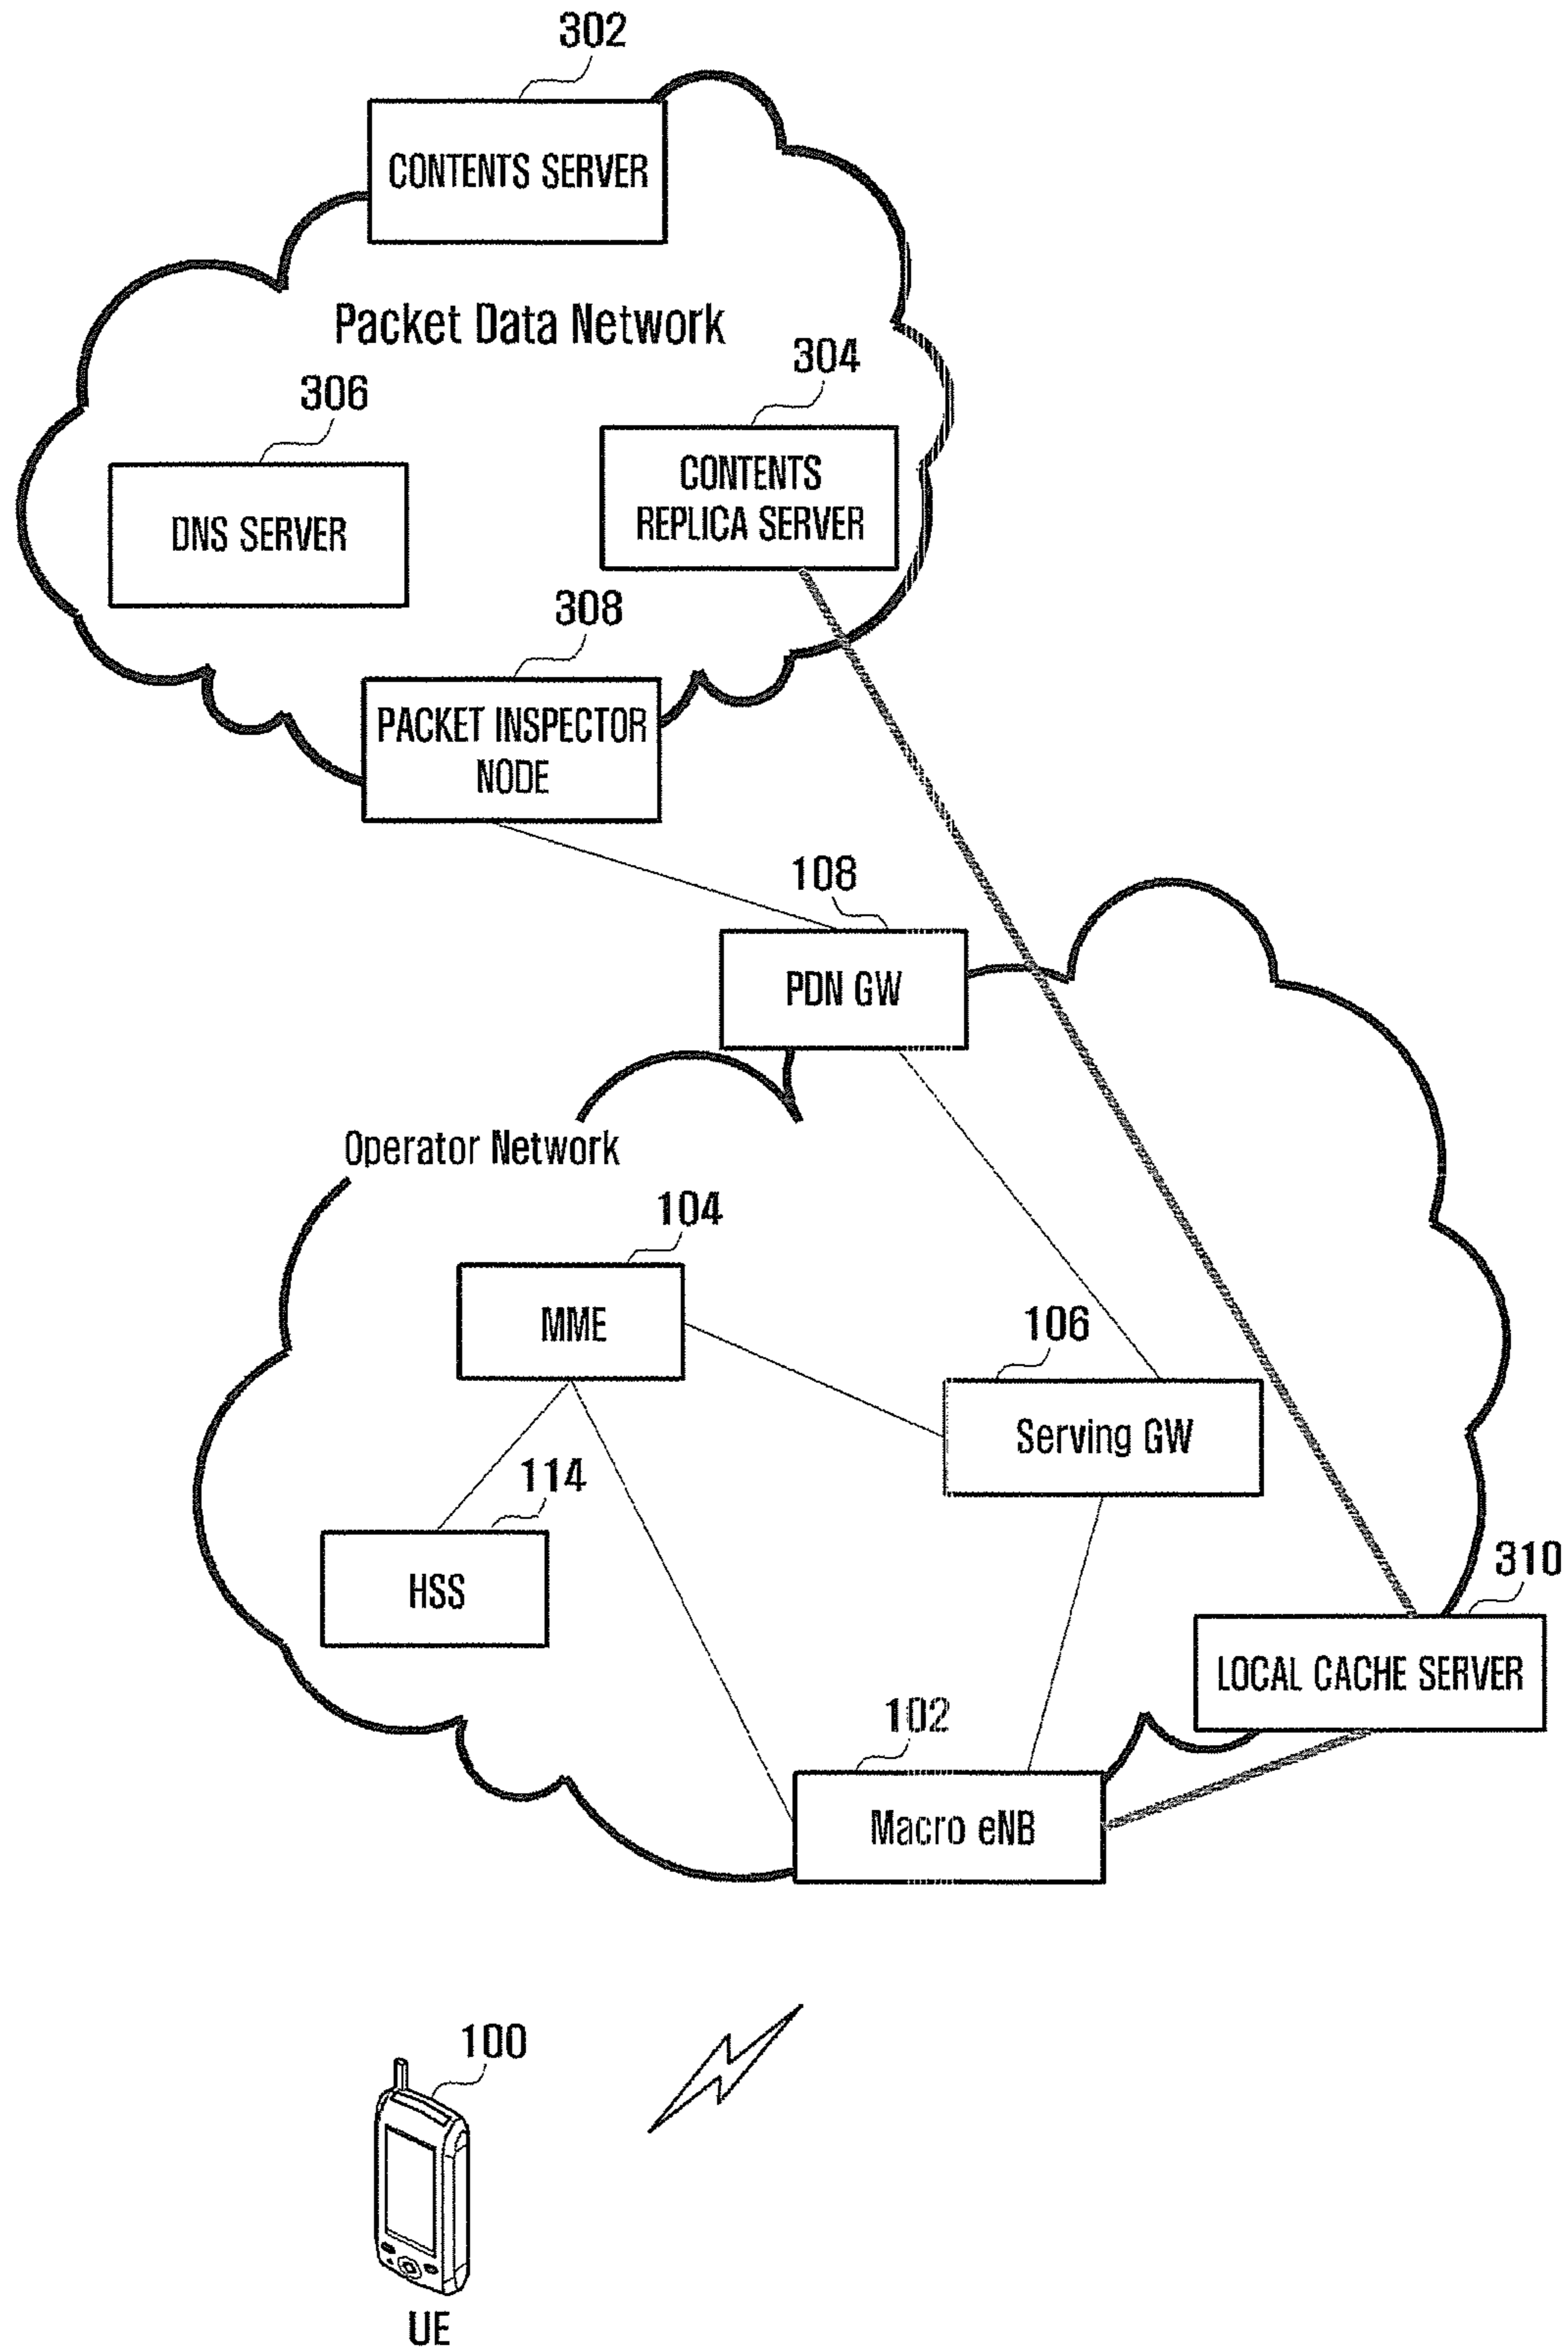 302
CONTENTS SERVER
Packet Data Network
304
306
CONTENTS
REPLICA SERVER
DNS SERVER
308
PACKET INSPECTOR
NODE
108
PDN GW
Operator Network
104
MME
106
Serving GW
114
HSS
310
LOCAL CACHE SERVER
102
Macro eNB
100
UE